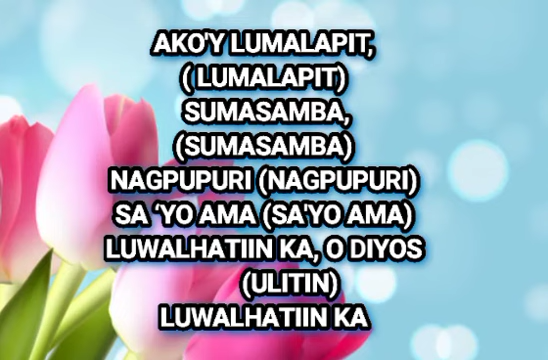 AKO'Y LUMALAPIT,
( LUMALAPIT)
SUMASAMBA,
(SUMASAMBA)
NAGPUPURI (NAGPUPURI)
SA ‘YO AMA (SA'YO AMA)
LUWALHATIIN KA, O DIYOS
(ULITIN)
LUWALHATIIN KA